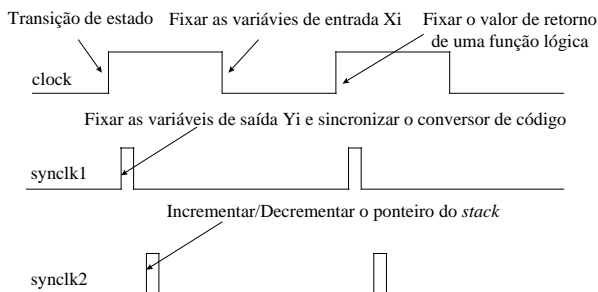 Transição de estado
Fixar as variávies de entrada Xi
Fixar o valor de retorno
de uma função lógica
clock
Fixar as variáveis de saída Yi e sincronizar o conversor de código
synclk1
Incrementar/Decrementar o ponteiro do stack
synclk2